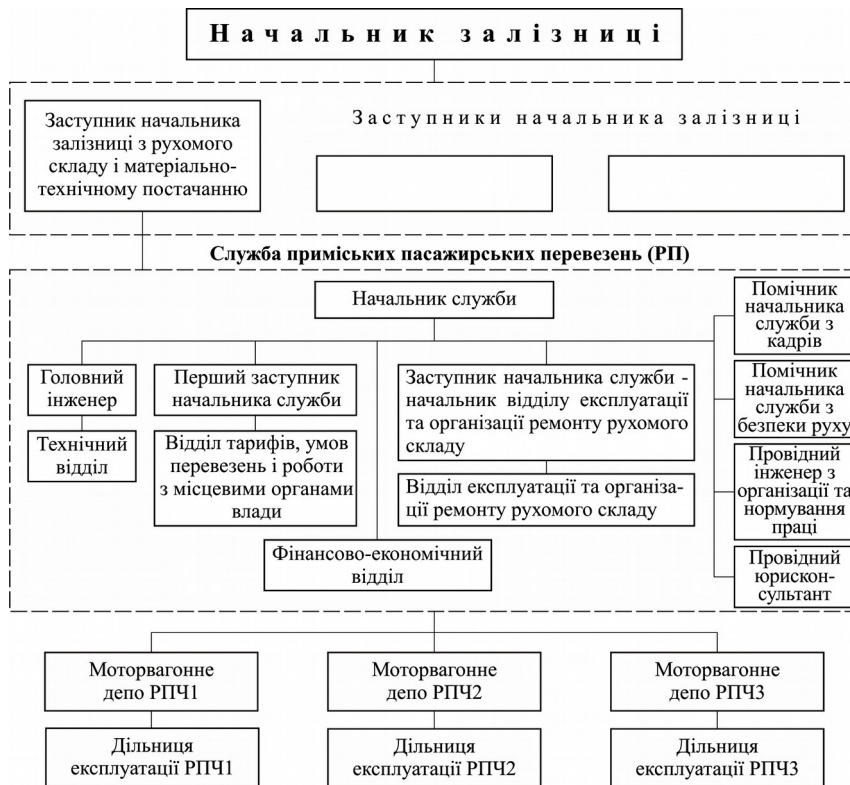 Начальник залізниці
Заступник начальника
залізниці з рухомого
складу і матеріально-
технічному постачанню
Заступники начальника залізниці
Служба приміських пасажирських перевезень (РП)
Начальник служби
Помічник
начальника
служби з
кадрів
Головний
інженер
Перший заступник
начальника служби
Заступник начальника служби -
начальник відділу експлуатації
та організації ремонту рухомого
складу
Помічник
начальника
служби з
безпеки руху
Технічний
відділ
Відділ тарифів, умов
перевезень і роботи
з місцевими органами
влади
Відділ експлуатації та організа-
ції ремонту рухомого складу
Провідний
інженер з
організації та
нормування
праці
Фінансово-економічний
відділ
Провідний
юрискон-
сультант
Моторвагонне
депо РПЧ1
Моторвагонне
депо РПЧ2
Моторвагонне
депо РПЧ3
Дільниця
експлуатації РПЧ1
Дільниця
експлуатації РПЧ2
Дільниця
експлуатації РПЧ3